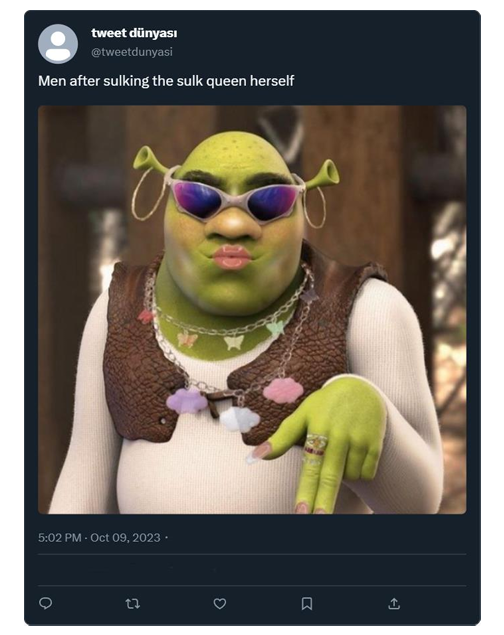 tweet dünyası
@tweetdunyasi
Men after sulking the sulk queen herself
5:02 PM · Oct 09, 2023 ·